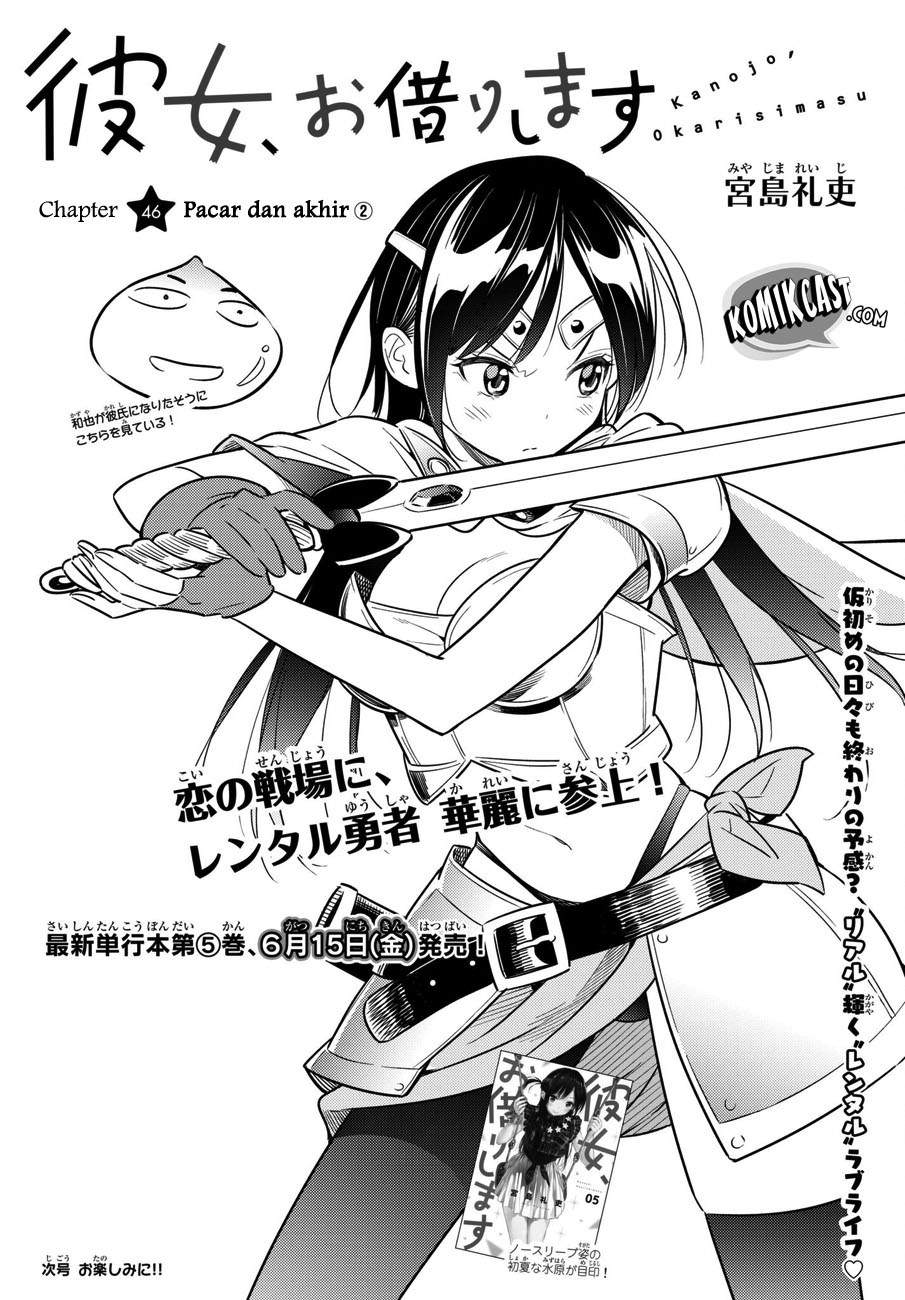 彼女、お借りします
Kanojo,
Okarisimasu
宮島礼吏
みやじまれいじ
Chapter 46 Pacar dan akhir ②
KOMIKCAST.COM
和也が彼氏になりたそうに
こちらを見ている！
仮初めの日々も終わりの予感？“リアル”輝く“レンタル”ラブライフ♡
恋の戦場に、
レンタル勇者 華麗に参上！
最新単行本第⑤巻、6月15日(金)発売！
彼女、
お借りします
宮島礼吏
05
ノースリーブ姿の
初夏な水原が目印！
次号 お楽しみに!!